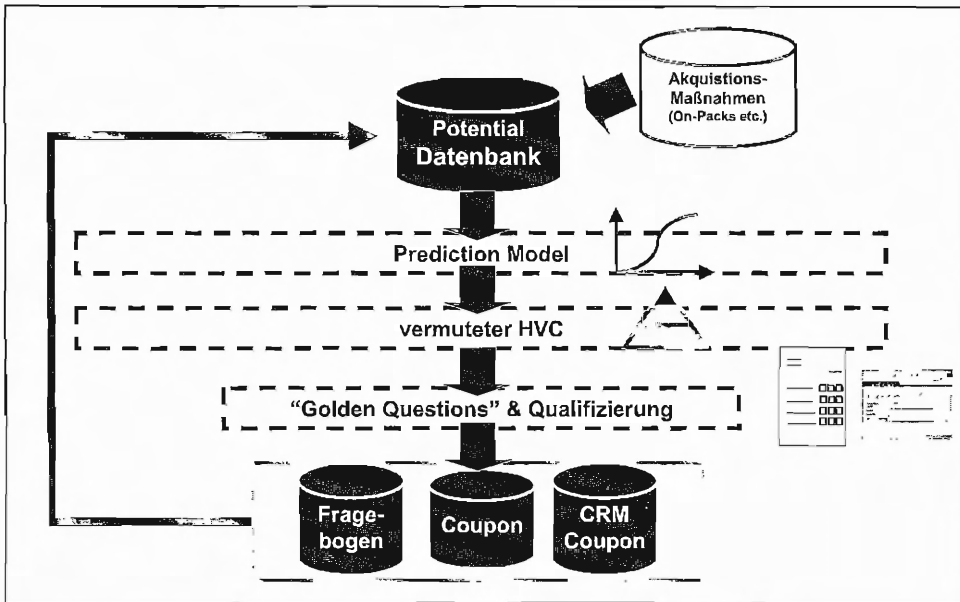 Akquistions-
Maßnahmen
(On-Packs etc.)
Potential
Datenbank
Prediction Model
vermuteter HVC
“Golden Questions” & Qualifizierung
Frage-
bogen
Coupon
CRM
Coupon